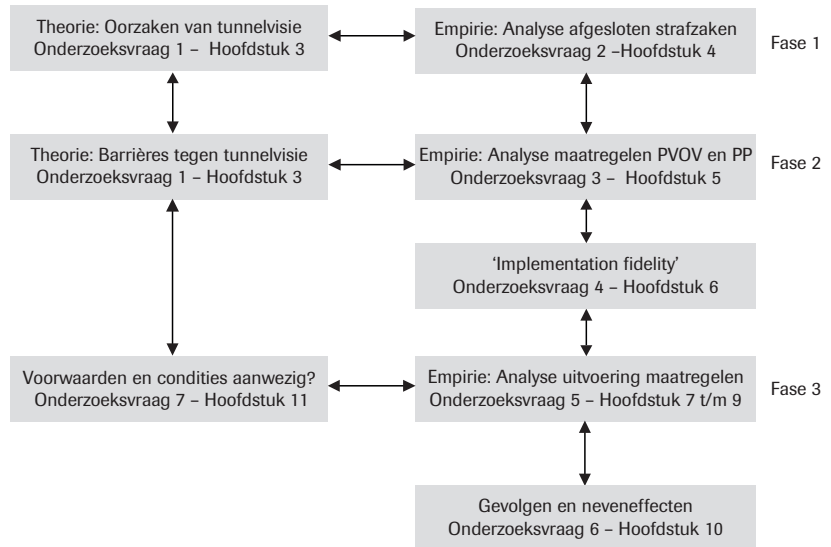 Theorie: Oorzaken van tunnelvisie
Onderzoeksvraag 1 – Hoofdstuk 3
Empirie: Analyse afgesloten strafzaken
Onderzoeksvraag 2 –Hoofdstuk 4
Fase 1
Theorie: Barrières tegen tunnelvisie
Onderzoeksvraag 1 – Hoofdstuk 3
Empirie: Analyse maatregelen PVOV en PP
Onderzoeksvraag 3 – Hoofdstuk 5
Fase 2
‘Implementation fidelity’
Onderzoeksvraag 4 – Hoofdstuk 6
Voorwaarden en condities aanwezig?
Onderzoeksvraag 7 – Hoofdstuk 11
Empirie: Analyse uitvoering maatregelen
Onderzoeksvraag 5 – Hoofdstuk 7 t/m 9
Fase 3
Gevolgen en neveneffecten
Onderzoeksvraag 6 – Hoofdstuk 10